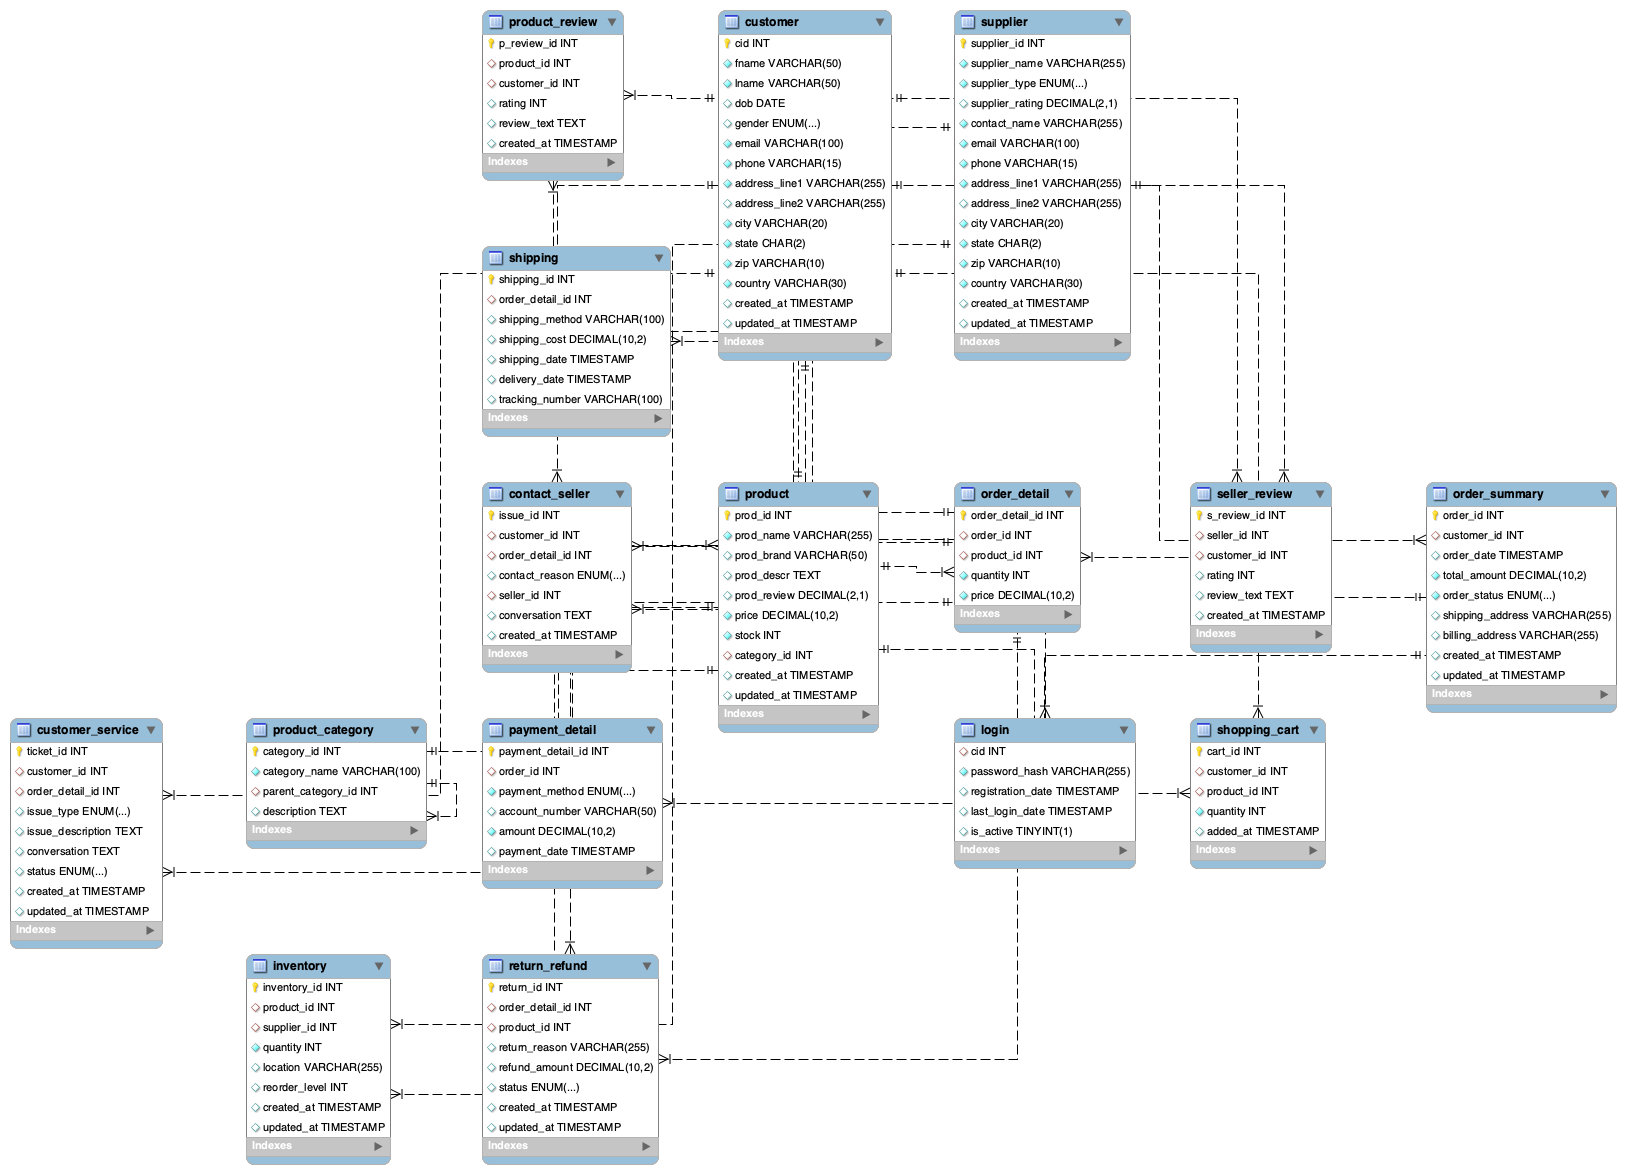 product_review
p_review_id INT
product_id INT
customer_id INT
rating INT
review_text TEXT
created_at TIMESTAMP
Indexes
customer
cid INT
fname VARCHAR(50)
lname VARCHAR(50)
dob DATE
gender ENUM(...)
email VARCHAR(100)
phone VARCHAR(15)
address_line1 VARCHAR(255)
address_line2 VARCHAR(255)
city VARCHAR(20)
state CHAR(2)
zip VARCHAR(10)
country VARCHAR(30)
created_at TIMESTAMP
updated_at TIMESTAMP
Indexes
supplier
supplier_id INT
supplier_name VARCHAR(255)
supplier_type ENUM(...)
supplier_rating DECIMAL(2,1)
contact_name VARCHAR(255)
email VARCHAR(100)
phone VARCHAR(15)
address_line1 VARCHAR(255)
address_line2 VARCHAR(255)
city VARCHAR(20)
state CHAR(2)
zip VARCHAR(10)
country VARCHAR(30)
created_at TIMESTAMP
updated_at TIMESTAMP
Indexes
shipping
shipping_id INT
order_detail_id INT
shipping_method VARCHAR(100)
shipping_cost DECIMAL(10,2)
shipping_date TIMESTAMP
delivery_date TIMESTAMP
tracking_number VARCHAR(100)
Indexes
contact_seller
issue_id INT
customer_id INT
order_detail_id INT
contact_reason ENUM(...)
seller_id INT
conversation TEXT
created_at TIMESTAMP
Indexes
product
prod_id INT
prod_name VARCHAR(255)
prod_brand VARCHAR(50)
prod_descr TEXT
prod_review DECIMAL(2,1)
price DECIMAL(10,2)
stock INT
category_id INT
created_at TIMESTAMP
updated_at TIMESTAMP
Indexes
order_detail
order_detail_id INT
order_id INT
product_id INT
quantity INT
price DECIMAL(10,2)
Indexes
seller_review
s_review_id INT
seller_id INT
customer_id INT
rating INT
review_text TEXT
created_at TIMESTAMP
Indexes
order_summary
order_id INT
customer_id INT
order_date TIMESTAMP
total_amount DECIMAL(10,2)
order_status ENUM(...)
shipping_address VARCHAR(255)
billing_address VARCHAR(255)
created_at TIMESTAMP
updated_at TIMESTAMP
Indexes
customer_service
ticket_id INT
customer_id INT
order_detail_id INT
issue_type ENUM(...)
issue_description TEXT
conversation TEXT
status ENUM(...)
created_at TIMESTAMP
updated_at TIMESTAMP
Indexes
product_category
category_id INT
category_name VARCHAR(100)
parent_category_id INT
description TEXT
Indexes
payment_detail
payment_detail_id INT
order_id INT
payment_method ENUM(...)
account_number VARCHAR(50)
amount DECIMAL(10,2)
payment_date TIMESTAMP
Indexes
login
cid INT
password_hash VARCHAR(255)
registration_date TIMESTAMP
last_login_date TIMESTAMP
is_active TINYINT(1)
Indexes
shopping_cart
cart_id INT
customer_id INT
product_id INT
quantity INT
added_at TIMESTAMP
Indexes
inventory
inventory_id INT
product_id INT
supplier_id INT
quantity INT
location VARCHAR(255)
reorder_level INT
created_at TIMESTAMP
updated_at TIMESTAMP
Indexes
return_refund
return_id INT
order_detail_id INT
product_id INT
return_reason VARCHAR(255)
refund_amount DECIMAL(10,2)
status ENUM(...)
created_at TIMESTAMP
updated_at TIMESTAMP
Indexes